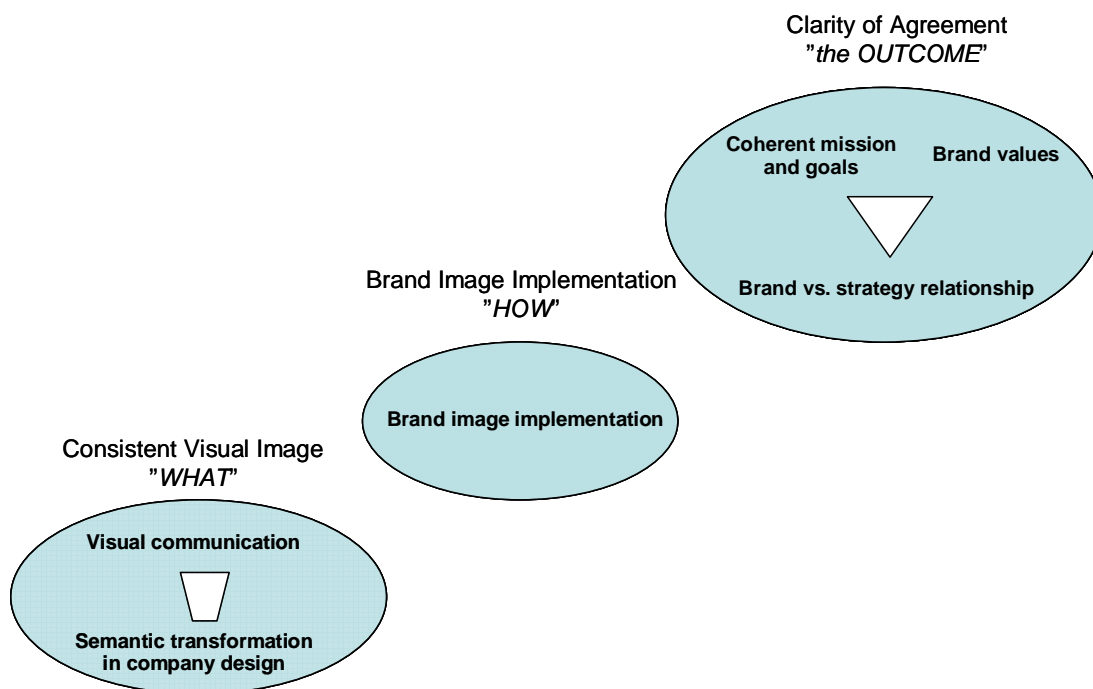 Clarity of Agreement
”the OUTCOME”
Coherent mission
and goals
Brand values
Brand vs. strategy relationship
Brand Image Implementation
”HOW”
Brand image implementation
Consistent Visual Image
”WHAT”
Visual communication
Semantic transformation
in company design